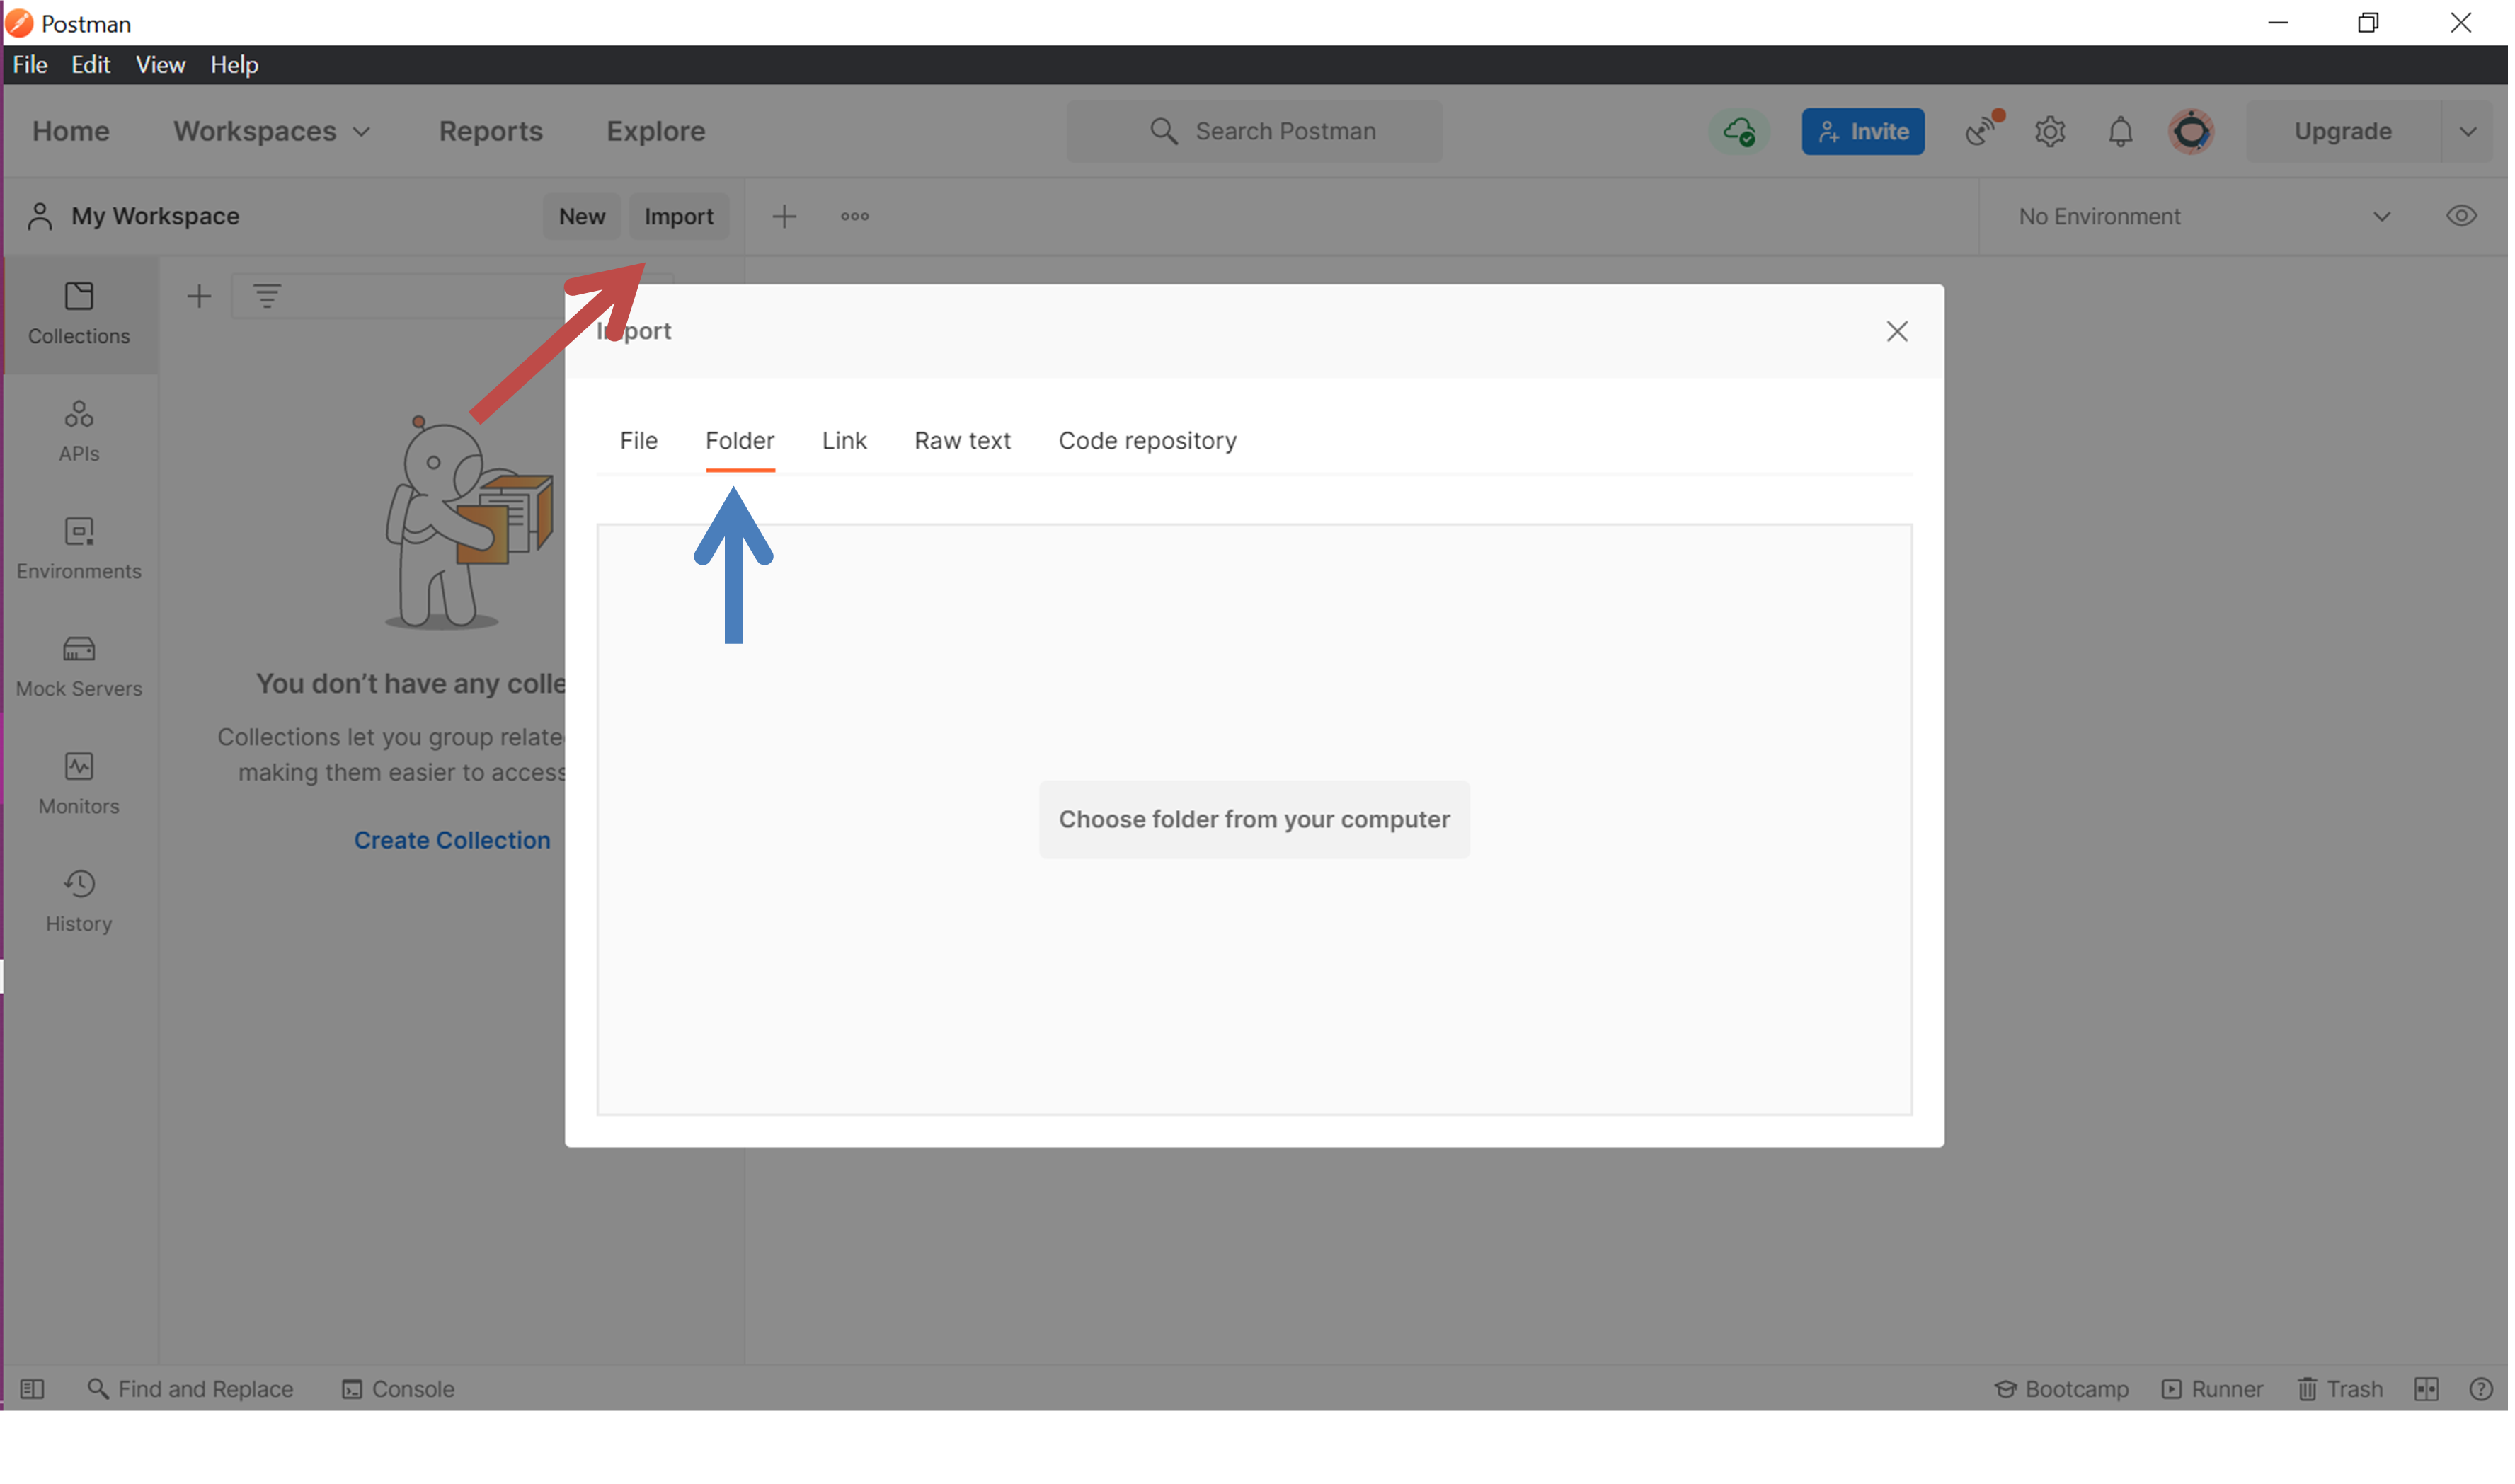 Postman
File Edit View Help
Home Workspaces Reports Explore Search Postman Invite Upgrade
My Workspace New Import No Environment
Collections
Import
File Folder Link Raw text Code repository
APIs
Environments
You don't have any colle
Mock Servers
Collections let you group relate
making them easier to access
Monitors
Choose folder from your computer
Create Collection
History
Find and Replace Console Bootcamp Runner Trash